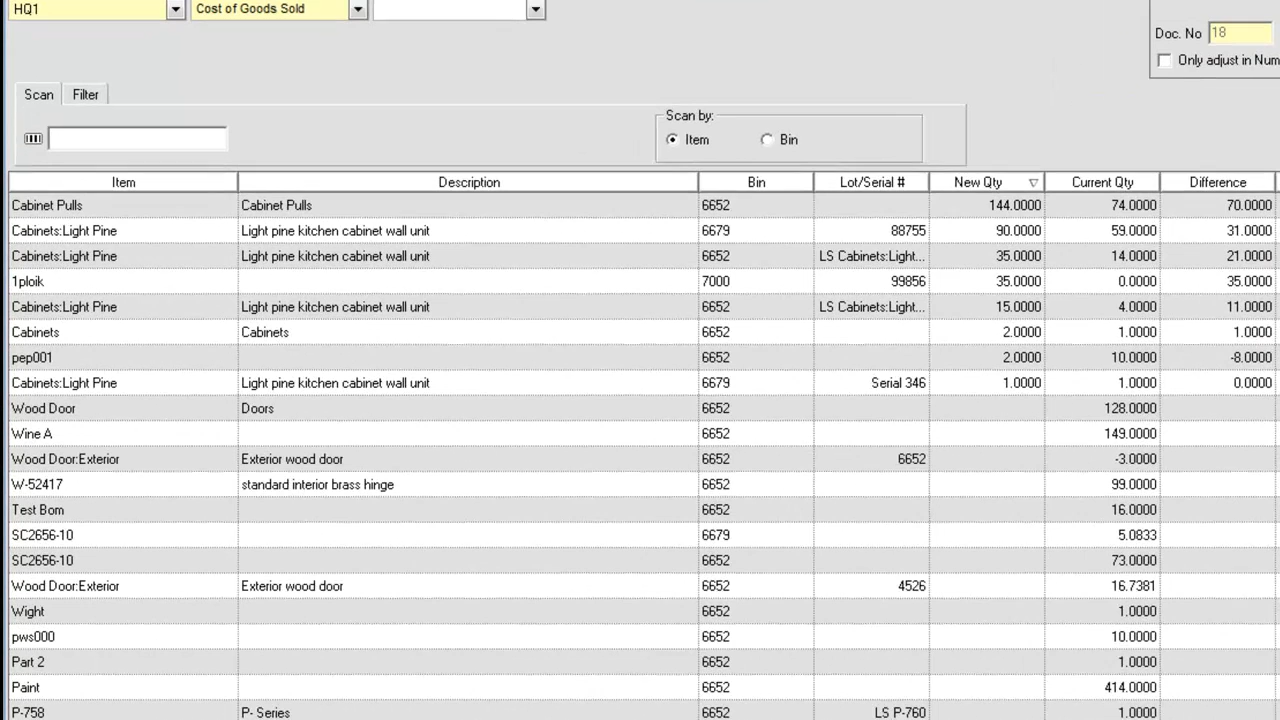 HQ1 Cost of Goods Sold
Doc. No 18
Only adjust in Num
Scan Filter
Scan by:
Item Bin
Item Description Bin Lot/Serial # New Qty Current Qty Difference
Cabinet Pulls Cabinet Pulls 6652 144.0000 74.0000 70.0000
Cabinets:Light Pine Light pine kitchen cabinet wall unit 6679 88755 90.0000 59.0000 31.0000
Cabinets:Light Pine Light pine kitchen cabinet wall unit 6652 LS Cabinets:Light... 35.0000 14.0000 21.0000
1ploik 7000 99856 35.0000 0.0000 35.0000
Cabinets:Light Pine Light pine kitchen cabinet wall unit 6652 LS Cabinets:Light... 15.0000 4.0000 11.0000
Cabinets Cabinets 6652 2.0000 1.0000 1.0000
pep001 6652 2.0000 10.0000 -8.0000
Cabinets:Light Pine Light pine kitchen cabinet wall unit 6679 Serial 346 1.0000 1.0000 0.0000
Wood Door Doors 6652 128.0000
Wine A 6652 149.0000
Wood Door:Exterior Exterior wood door 6652 6652 -3.0000
W-52417 standard interior brass hinge 6652 99.0000
Test Bom 6652 16.0000
SC2656-10 6679 5.0833
SC2656-10 6652 73.0000
Wood Door:Exterior Exterior wood door 6652 4526 16.7381
Wight 6652 1.0000
pws000 6652 10.0000
Part 2 6652 1.0000
Paint 6652 414.0000
P-758 P- Series 6652 LS P-760 1.0000